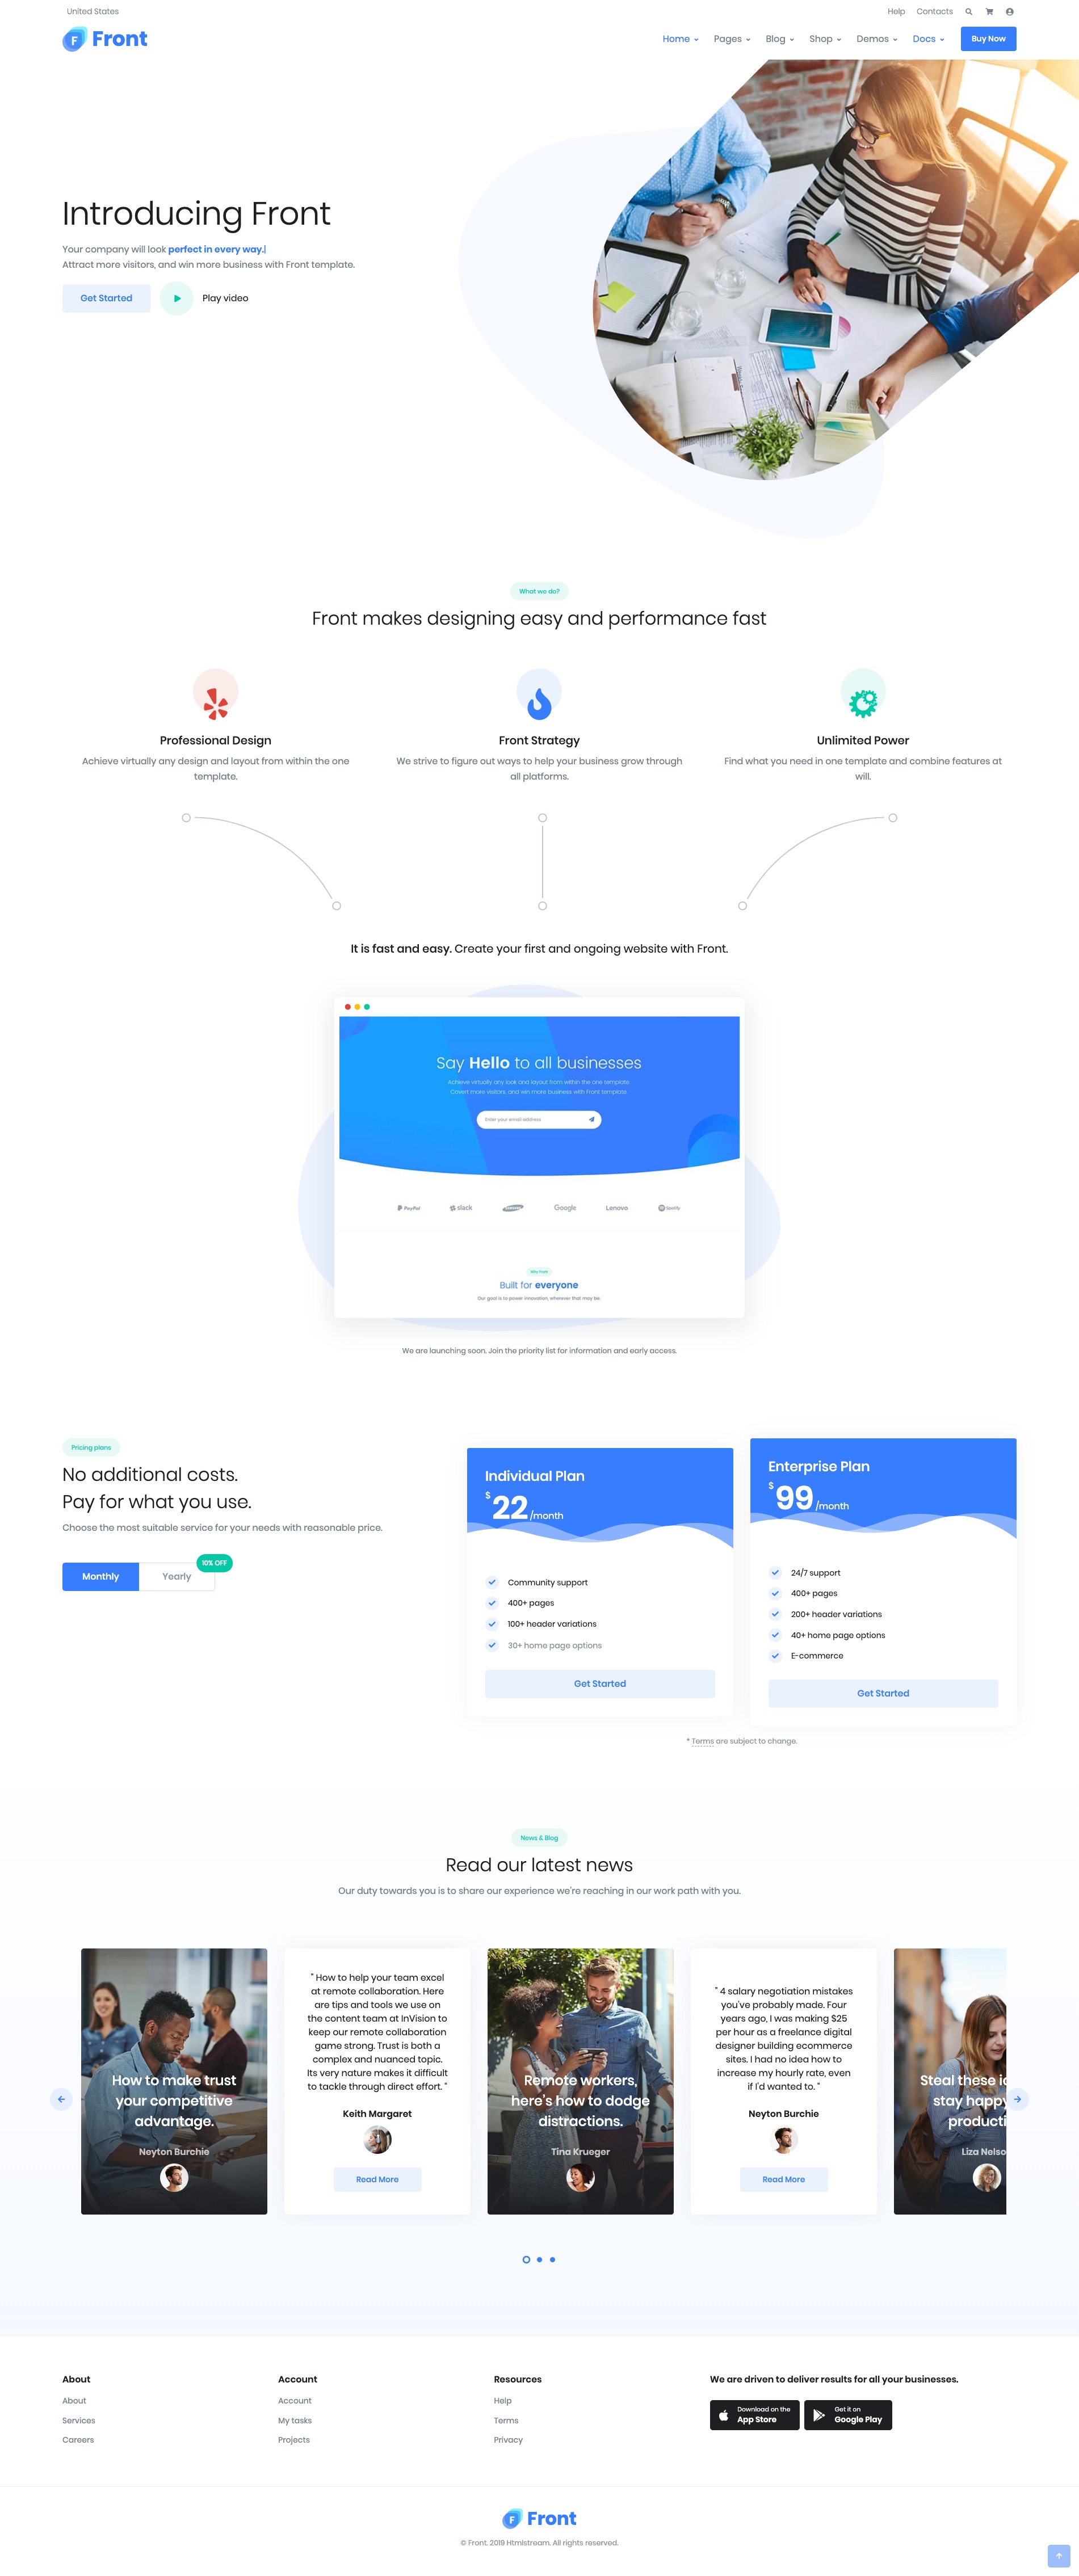 United States
Help
Contacts
Front
Home
Pages
Blog
Shop
Demos
Docs
Buy Now
Introducing Front
Your company will look perfect in every way.|
Attract more visitors, and win more business with Front template.
Get Started
Play video
What we do?
Front makes designing easy and performance fast
Professional Design
Achieve virtually any design and layout from within the one
template.
Front Strategy
We strive to figure out ways to help your business grow through
all platforms.
Unlimited Power
Find what you need in one template and combine features at
will.
It is fast and easy. Create your first and ongoing website with Front.
Say Hello to all businesses
Achieve virtually any look and layout from within the one template.
Covert more visitors, and win more business with Front template.
Enter your email address
PayPal
slack
SAMSUNG
Google
Lenovo
Spotify
Why Front
Built for everyone
Our goal is to power innovation, wherever that may be.
We are launching soon. Join the priority list for information and early access.
Pricing plans
No additional costs.
Pay for what you use.
Choose the most suitable service for your needs with reasonable price.
Monthly
Yearly
10% OFF
Individual Plan
$22/month
Community support
400+ pages
100+ header variations
30+ home page options
Get Started
Enterprise Plan
$99/month
24/7 support
400+ pages
200+ header variations
40+ home page options
E-commerce
Get Started
* Terms are subject to change.
News & Blog
Read our latest news
Our duty towards you is to share our experience we're reaching in our work path with you.
How to make trust
your competitive
advantage.
Neyton Burchie
" How to help your team excel
at remote collaboration. Here
are tips and tools we use on
the content team at InVision to
keep our remote collaboration
game strong. Trust is both a
complex and nuanced topic.
Its very nature makes it difficult
to tackle through direct effort. "
Keith Margaret
Read More
Remote workers,
here's how to dodge
distractions.
Tina Krueger
" 4 salary negotiation mistakes
you've probably made. Four
years ago, I was making $25
per hour as a freelance digital
designer building ecommerce
sites. I had no idea how to
increase my hourly rate, even
if I'd wanted to. "
Neyton Burchie
Read More
Steal these i
stay happy
producti
Liza Nelso
About
About
Services
Careers
Account
Account
My tasks
Projects
Resources
Help
Terms
Privacy
We are driven to deliver results for all your businesses.
Download on the
App Store
Get it on
Google Play
Front
© Front. 2019 Htmlstream. All rights reserved.